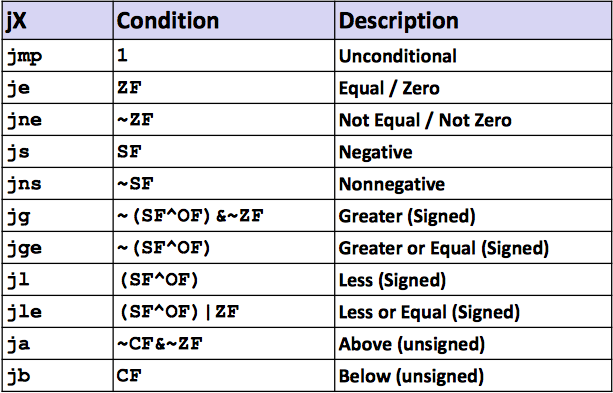 jX Condition Description
jmp 1 Unconditional
je ZF Equal / Zero
jne ~ZF Not Equal / Not Zero
js SF Negative
jns ~SF Nonnegative
jg ~(SF^OF)&~ZF Greater (Signed)
jge ~(SF^OF) Greater or Equal (Signed)
jl (SF^OF) Less (Signed)
jle (SF^OF)|ZF Less or Equal (Signed)
ja ~CF&~ZF Above (unsigned)
jb CF Below (unsigned)